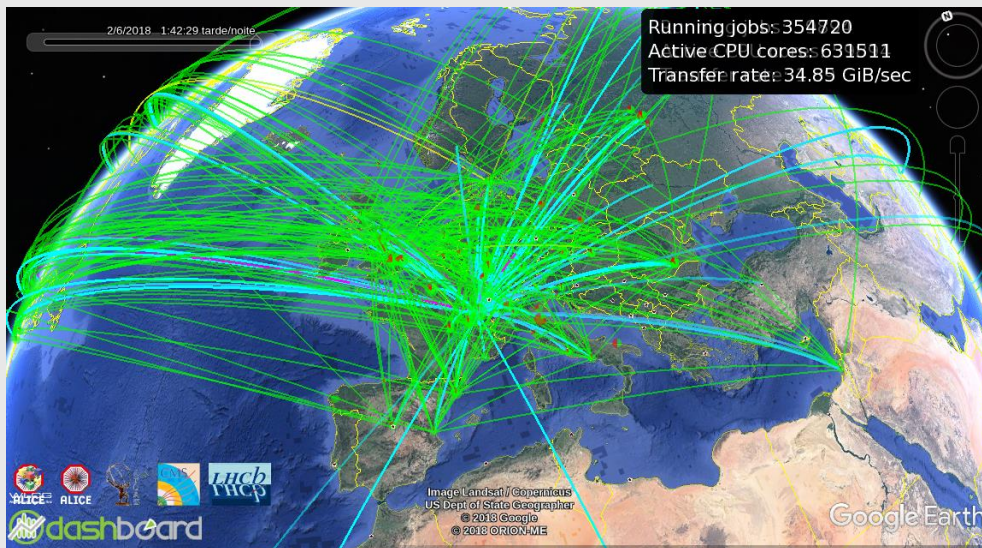 2/6/2018 1:42:29 tarde/noite
Running jobs: 354720
Active CPU cores: 631511
Transfer rate: 34.85 GiB/sec
N
ALICE
ALICE
CMS
LHCb
dashboard
Image Landsat / Copernicus
US Dept of State Geographer
© 2018 Google
© 2018 ORION-ME
Google Earth